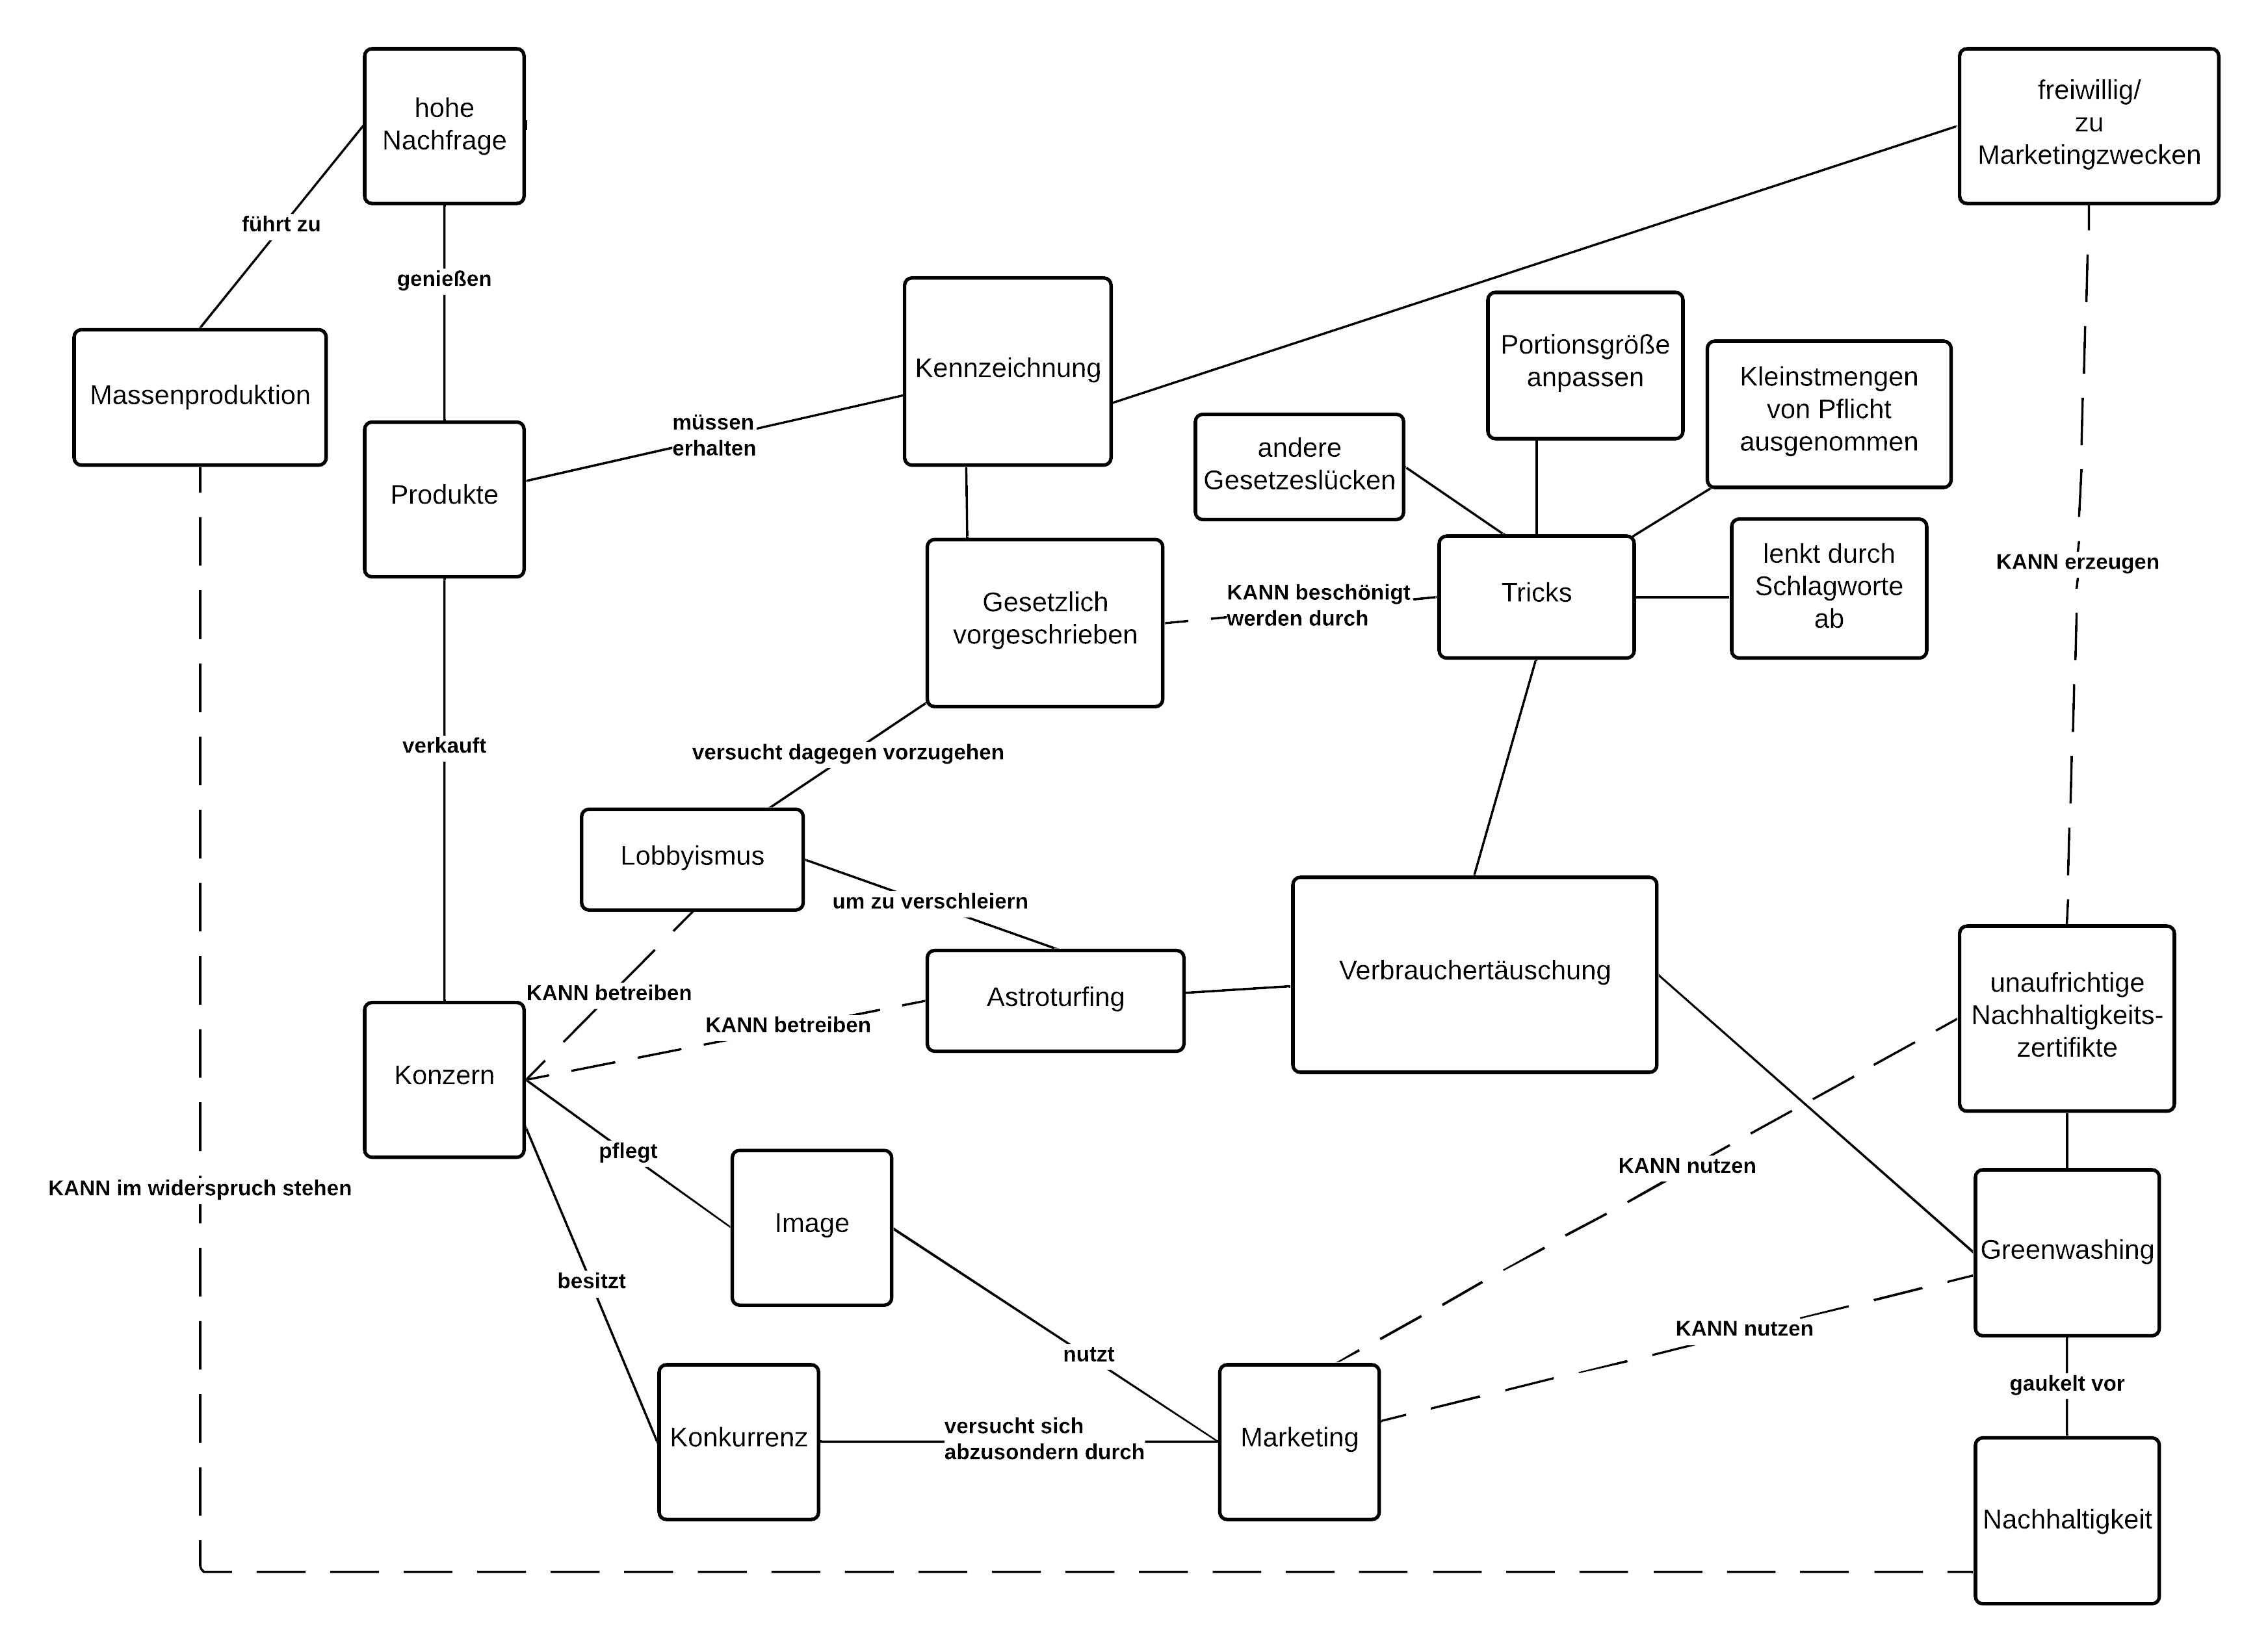 hohe
Nachfrage
freiwillig/
zu
Marketingzwecken
führt zu
genießen
Massenproduktion
Kennzeichnung
Portionsgröße
anpassen
Kleinstmengen
von Pflicht
ausgenommen
müssen
erhalten
andere
Gesetzeslücken
Produkte
Gesetzlich
vorgeschrieben
KANN beschönigt
werden durch
Tricks
lenkt durch
Schlagworte
ab
KANN erzeugen
verkauft
versucht dagegen vorzugehen
Lobbyismus
um zu verschleiern
Verbrauchertäuschung
unaufrichtige
Nachhaltigkeits-
zertifikte
KANN betreiben
KANN betreiben
Astroturfing
Konzern
pflegt
KANN nutzen
KANN im widerspruch stehen
Image
Greenwashing
besitzt
nutzt
KANN nutzen
gaukelt vor
Konkurrenz
versucht sich
abzusondern durch
Marketing
Nachhaltigkeit